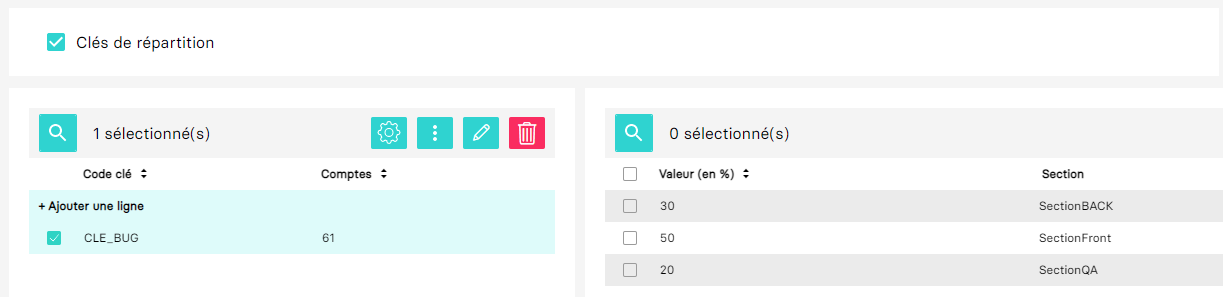 Clés de répartition
1 sélectionné(s)
Code clé Comptes
+ Ajouter une ligne
CLE_BUG 61
0 sélectionné(s)
Valeur (en %) Section
30 SectionBACK
50 SectionFront
20 SectionQA